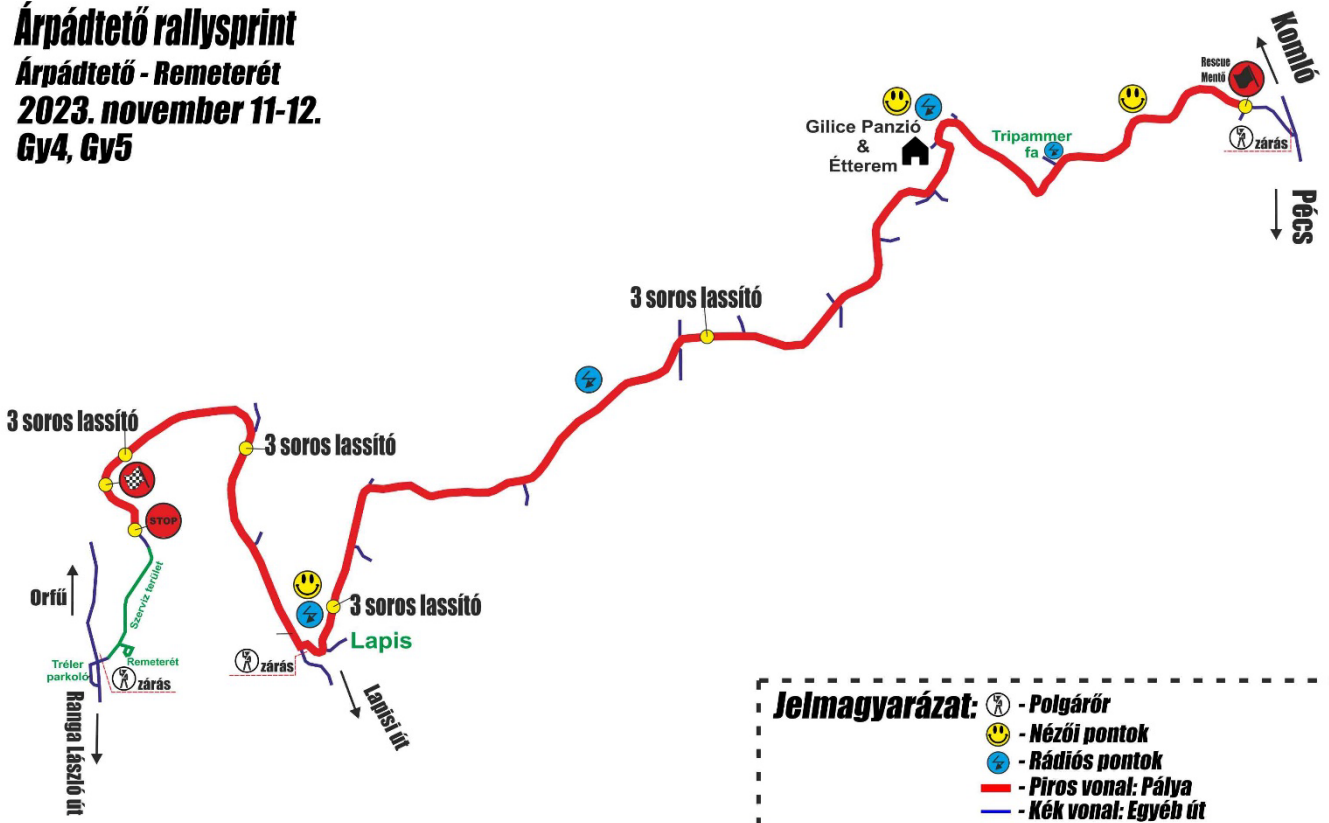 Árpádtető rallysprint
Árpádtető - Remeterét
2023. november 11-12.
Gy4, Gy5
Komló
Rescue
Mentő
zárás
Pécs
Gilice Panzió
&
Étterem
Tripammer
fa
3 soros lassító
3 soros lassító
3 soros lassító
STOP
Orfű
Szerviz terület
3 soros lassító
Lapis
zárás
Lapisi út
Tréler
parkoló
Remeterét
zárás
Ranga László út
Jelmagyarázat:
- Polgárőr
- Nézői pontok
- Rádiós pontok
- Piros vonal: Pálya
- Kék vonal: Egyéb út